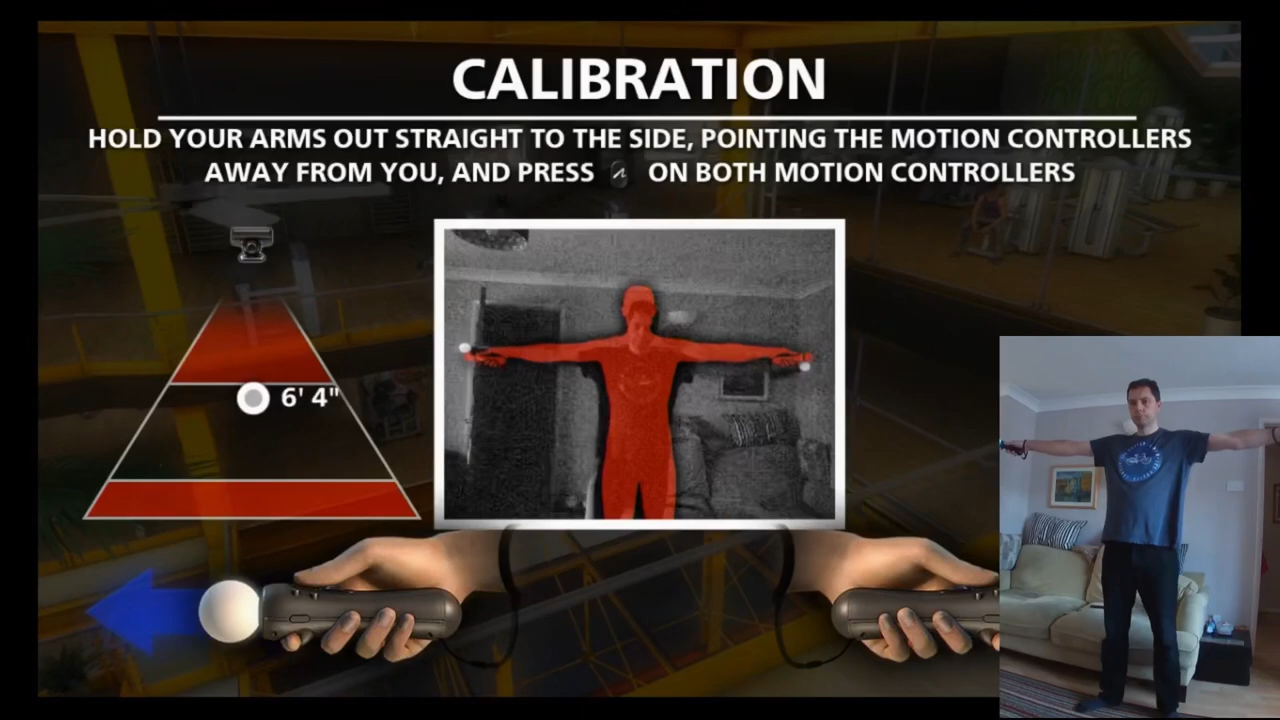 CALIBRATION
HOLD YOUR ARMS OUT STRAIGHT TO THE SIDE, POINTING THE MOTION CONTROLLERS
AWAY FROM YOU, AND PRESS ON BOTH MOTION CONTROLLERS
6' 4"